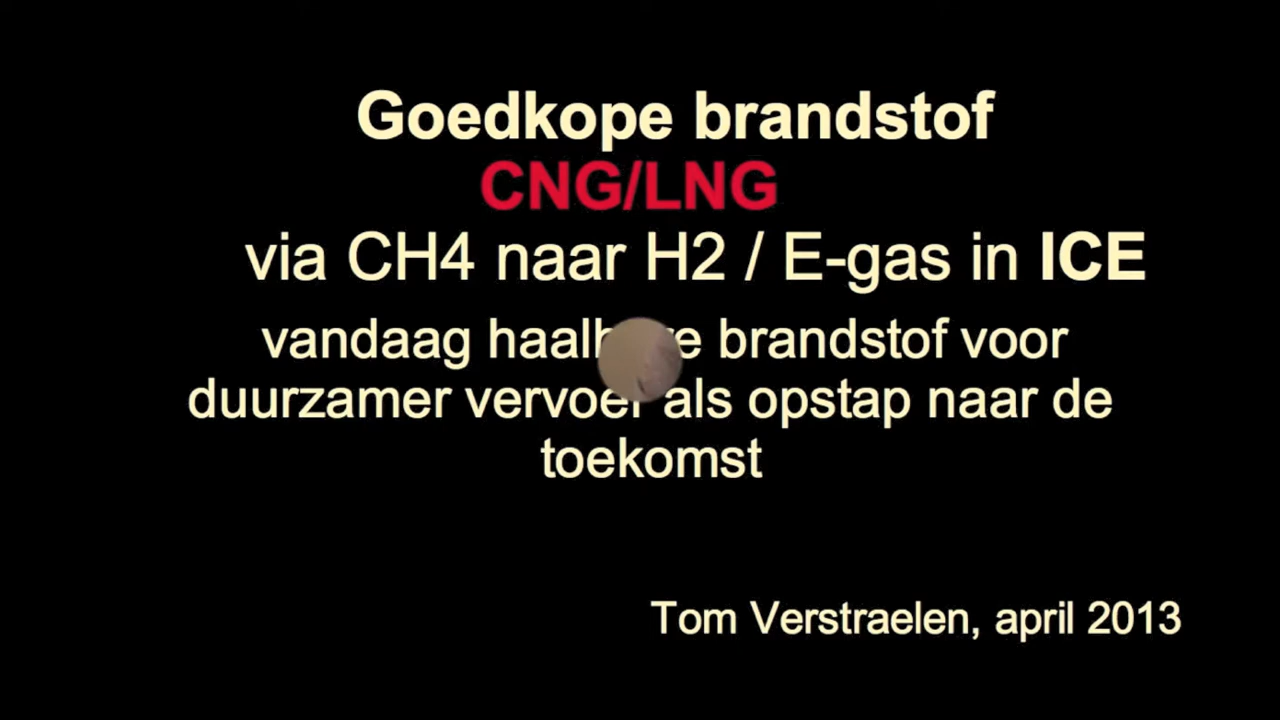 Goedkope brandstof
CNG/LNG
via CH4 naar H2 / E-gas in ICE
vandaag brandstof voor
duurzamer vervoer als opstap naar de
toekomst
Tom Verstraelen, april 2013